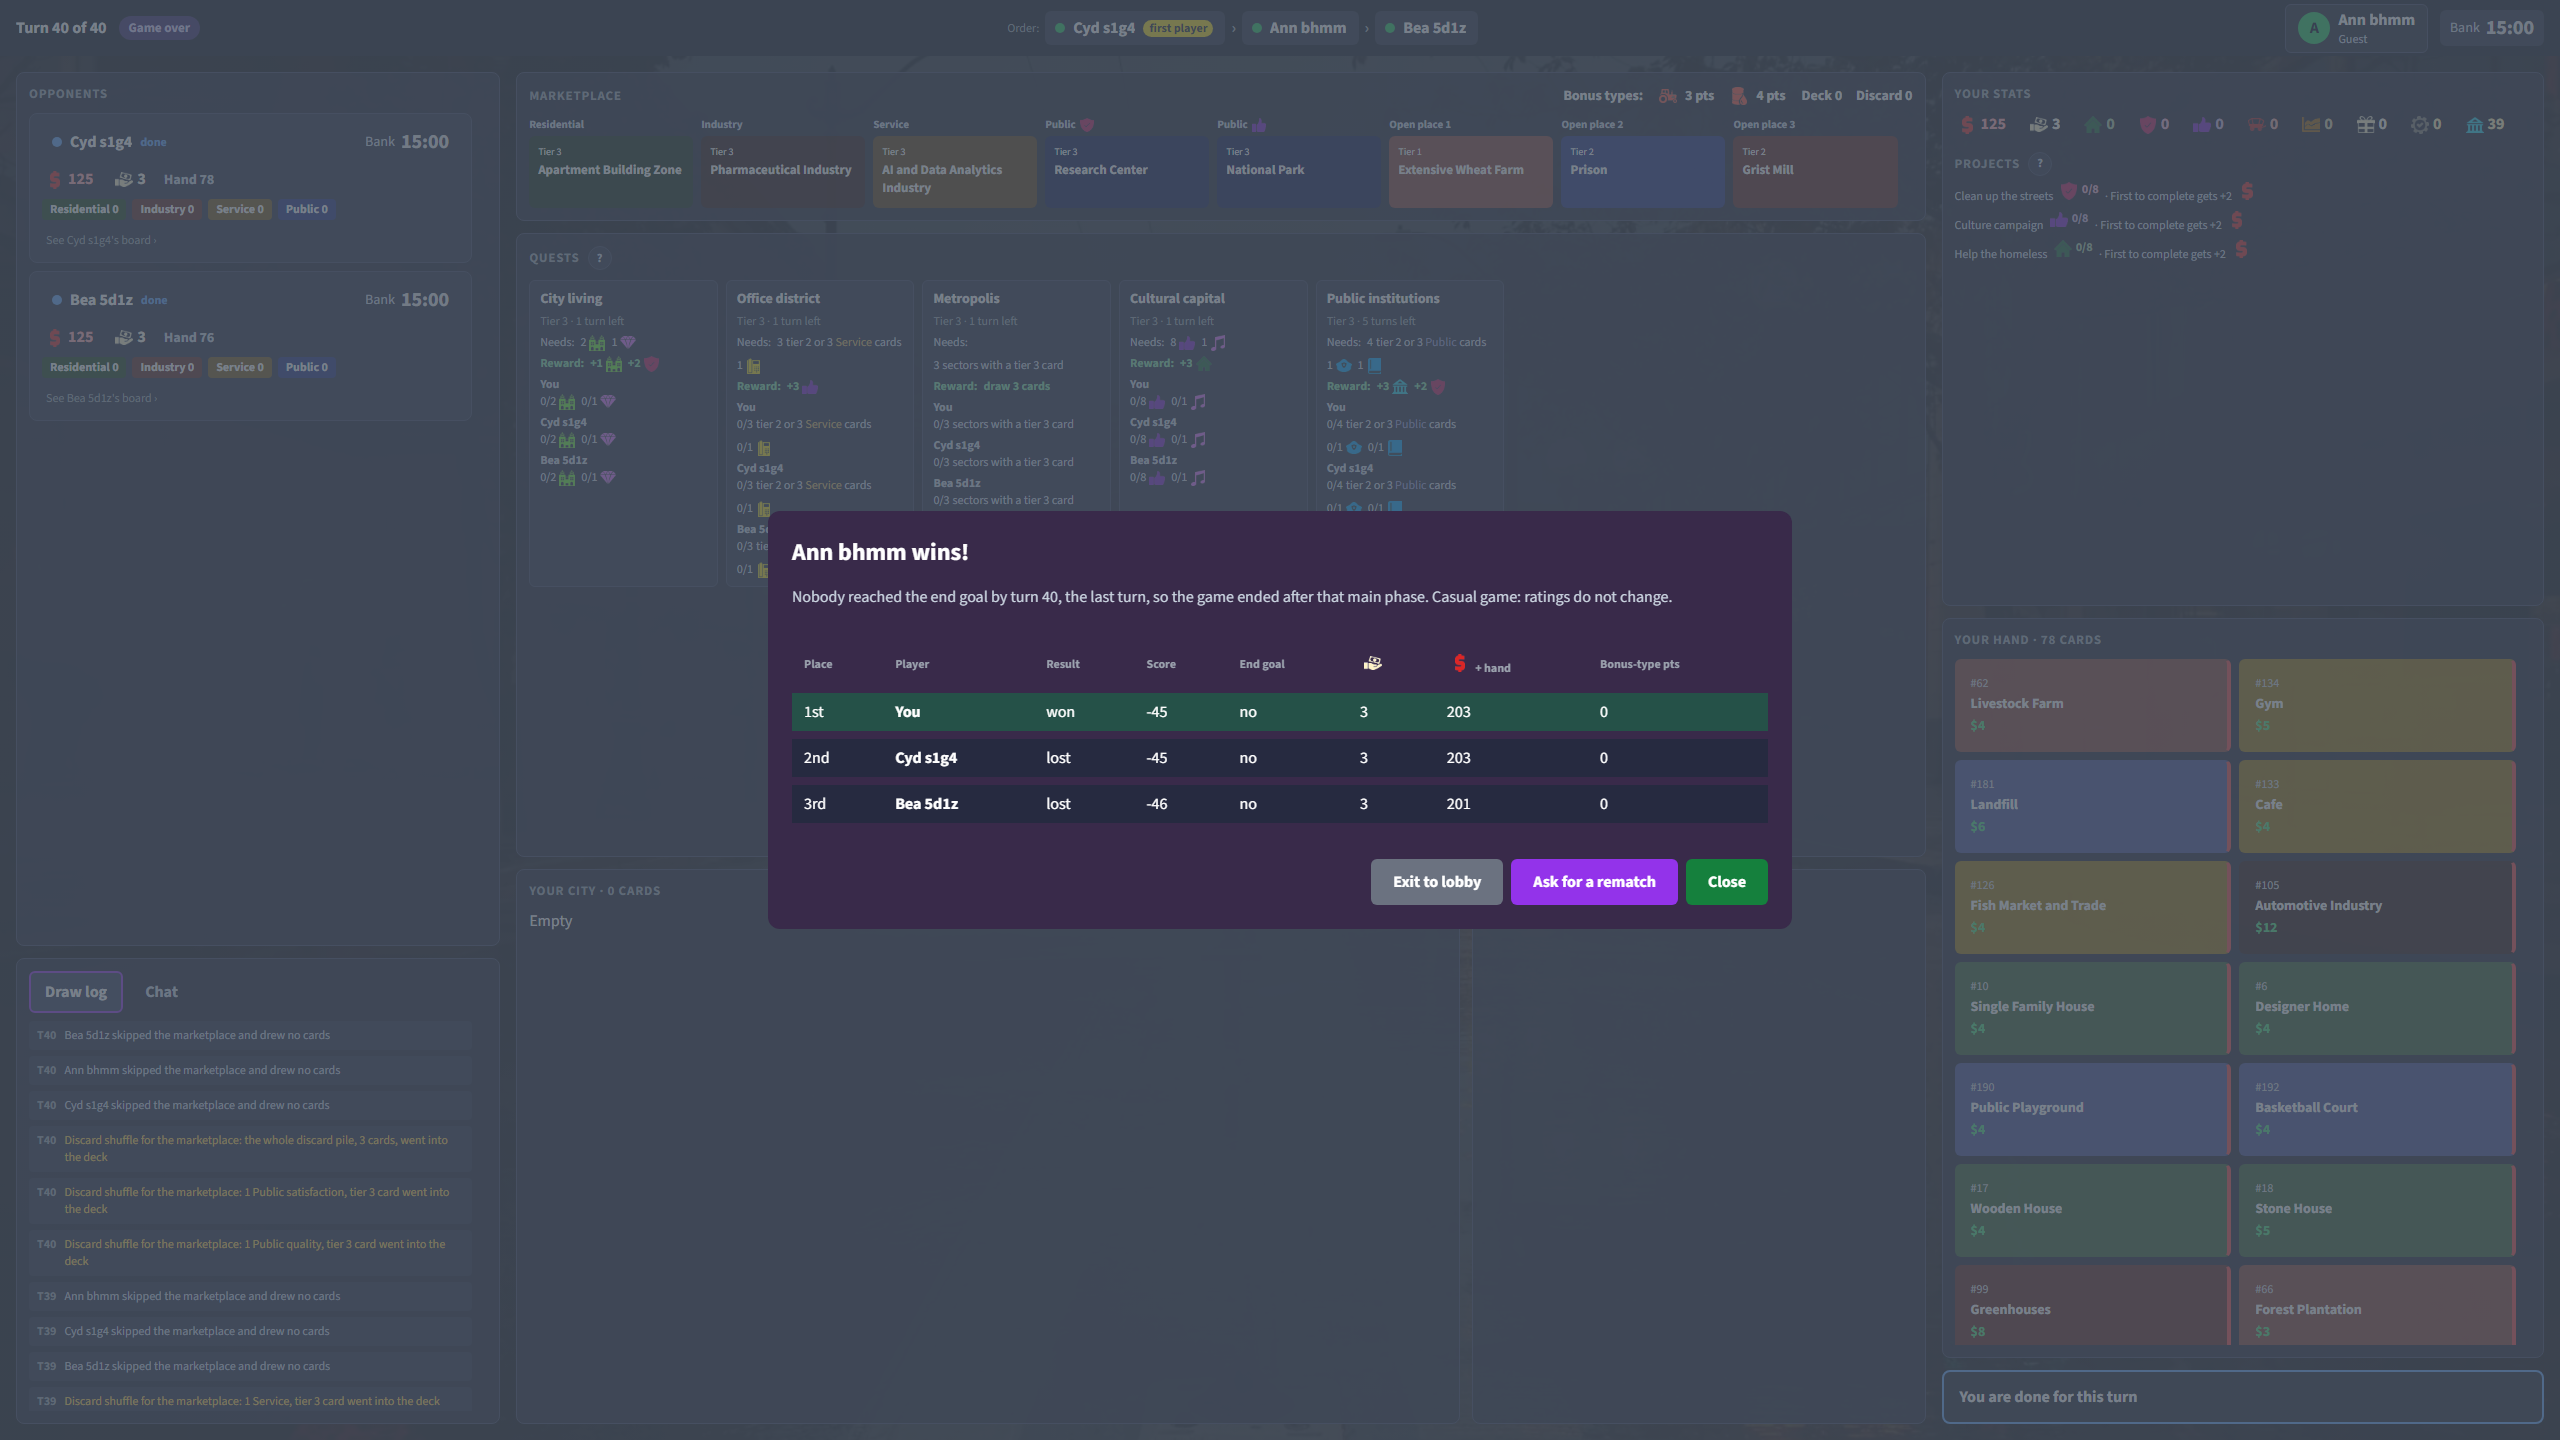 Turn 40 of 40
Game over
Order:
Cyd s1g4
first player
›
Ann bhmm
›
Bea 5d1z
A
Ann bhmm
Guest
Bank 15:00
OPPONENTS
Cyd s1g4 done
Bank 15:00
125
3
Hand 78
Residential 0
Industry 0
Service 0
Public 0
See Cyd s1g4's board ›
Bea 5d1z done
Bank 15:00
125
3
Hand 76
Residential 0
Industry 0
Service 0
Public 0
See Bea 5d1z's board ›
MARKETPLACE
Bonus types:
3 pts
4 pts
Deck 0
Discard 0
Residential
Tier 3
Apartment Building Zone
Industry
Tier 3
Pharmaceutical Industry
Service
Tier 3
AI and Data Analytics
Industry
Public
Tier 3
Research Center
Public
Tier 3
National Park
Open place 1
Tier 1
Extensive Wheat Farm
Open place 2
Tier 2
Prison
Open place 3
Tier 2
Grist Mill
QUESTS
?
City living
Tier 3 · 1 turn left
Needs: 2 1
Reward: +1 +2
You
0/2 0/1
Cyd s1g4
0/2 0/1
Bea 5d1z
0/2 0/1
Office district
Tier 3 · 1 turn left
Needs: 3 tier 2 or 3 Service cards
1
Reward: +3
You
0/3 tier 2 or 3 Service cards
0/1
Cyd s1g4
0/3 tier 2 or 3 Service cards
0/1
Bea 5d
0/3 tie
0/1
Metropolis
Tier 3 · 1 turn left
Needs:
3 sectors with a tier 3 card
Reward: draw 3 cards
You
0/3 sectors with a tier 3 card
Cyd s1g4
0/3 sectors with a tier 3 card
Bea 5d1z
0/3 sectors with a tier 3 card
Cultural capital
Tier 3 · 1 turn left
Needs: 8 1
Reward: +3
You
0/8 0/1
Cyd s1g4
0/8 0/1
Bea 5d1z
0/8 0/1
Public institutions
Tier 3 · 5 turns left
Needs: 4 tier 2 or 3 Public cards
1 1
Reward: +3 +2
You
0/4 tier 2 or 3 Public cards
0/1 0/1
Cyd s1g4
0/4 tier 2 or 3 Public cards
0/1 0/1
YOUR STATS
125
3
0
0
0
0
0
0
0
39
PROJECTS
?
Clean up the streets 0/8 · First to complete gets +2
Culture campaign 0/8 · First to complete gets +2
Help the homeless 0/8 · First to complete gets +2
Ann bhmm wins!
Nobody reached the end goal by turn 40, the last turn, so the game ended after that main phase. Casual game: ratings do not change.
Place Player Result Score End goal + hand Bonus-type pts
1st You won -45 no 3 203 0
2nd Cyd s1g4 lost -45 no 3 203 0
3rd Bea 5d1z lost -46 no 3 201 0
Exit to lobby
Ask for a rematch
Close
YOUR CITY · 0 CARDS
Empty
Draw log
Chat
T40 Bea 5d1z skipped the marketplace and drew no cards
T40 Ann bhmm skipped the marketplace and drew no cards
T40 Cyd s1g4 skipped the marketplace and drew no cards
T40 Discard shuffle for the marketplace: the whole discard pile, 3 cards, went into
the deck
T40 Discard shuffle for the marketplace: 1 Public satisfaction, tier 3 card went into
the deck
T40 Discard shuffle for the marketplace: 1 Public quality, tier 3 card went into the
deck
T39 Ann bhmm skipped the marketplace and drew no cards
T39 Cyd s1g4 skipped the marketplace and drew no cards
T39 Bea 5d1z skipped the marketplace and drew no cards
T39 Discard shuffle for the marketplace: 1 Service, tier 3 card went into the deck
YOUR HAND · 78 CARDS
#62
Livestock Farm
$4
#134
Gym
$5
#181
Landfill
$6
#133
Cafe
$4
#126
Fish Market and Trade
$4
#105
Automotive Industry
$12
#10
Single Family House
$4
#6
Designer Home
$4
#190
Public Playground
$4
#192
Basketball Court
$4
#17
Wooden House
$4
#18
Stone House
$5
#99
Greenhouses
$8
#66
Forest Plantation
$3
You are done for this turn